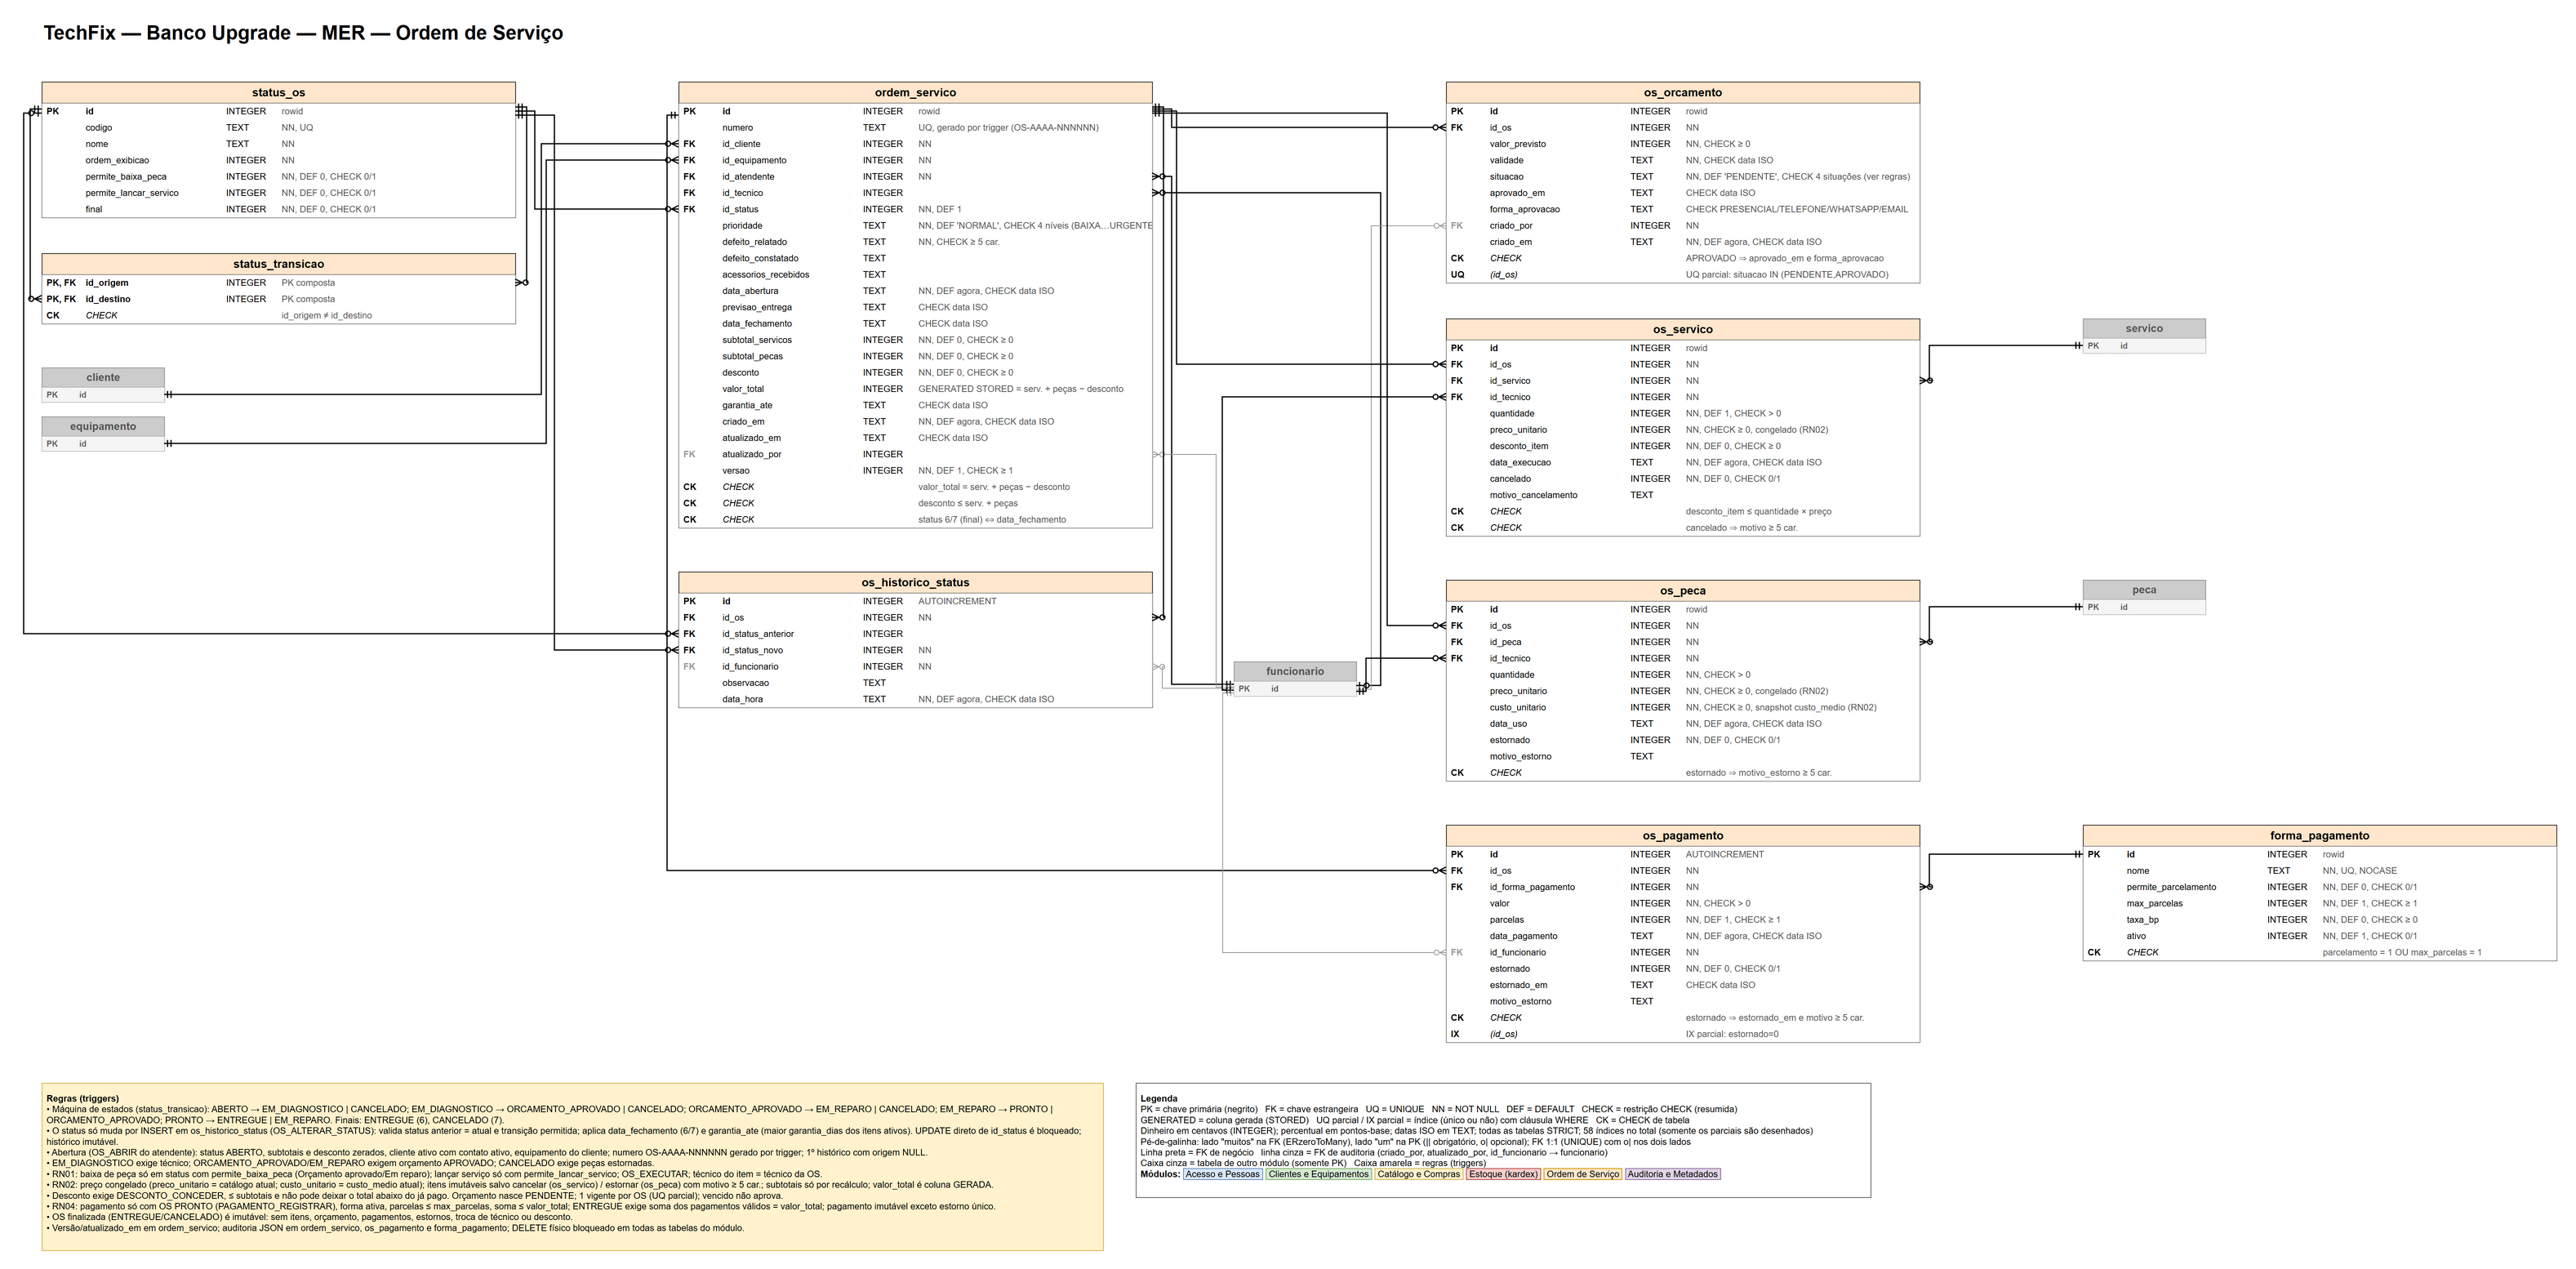 TechFix — Banco Upgrade — MER — Ordem de Serviço
status_os
PK id INTEGER rowid
codigo TEXT NN, UQ
nome TEXT NN
ordem_exibicao INTEGER NN
permite_baixa_peca INTEGER NN, DEF 0, CHECK 0/1
permite_lancar_servico INTEGER NN, DEF 0, CHECK 0/1
final INTEGER NN, DEF 0, CHECK 0/1
status_transicao
PK, FK id_origem INTEGER PK composta
PK, FK id_destino INTEGER PK composta
CK CHECK id_origem ≠ id_destino
cliente
PK id
equipamento
PK id
ordem_servico
PK id INTEGER rowid
numero TEXT UQ, gerado por trigger (OS-AAAA-NNNNNN)
FK id_cliente INTEGER NN
FK id_equipamento INTEGER NN
FK id_atendente INTEGER NN
FK id_tecnico INTEGER
FK id_status INTEGER NN, DEF 1
prioridade TEXT NN, DEF 'NORMAL', CHECK 4 níveis (BAIXA…URGENTE
defeito_relatado TEXT NN, CHECK ≥ 5 car.
defeito_constatado TEXT
acessorios_recebidos TEXT
data_abertura TEXT NN, DEF agora, CHECK data ISO
previsao_entrega TEXT CHECK data ISO
data_fechamento TEXT CHECK data ISO
subtotal_servicos INTEGER NN, DEF 0, CHECK ≥ 0
subtotal_pecas INTEGER NN, DEF 0, CHECK ≥ 0
desconto INTEGER NN, DEF 0, CHECK ≥ 0
valor_total INTEGER GENERATED STORED = serv. + peças − desconto
garantia_ate TEXT CHECK data ISO
criado_em TEXT NN, DEF agora, CHECK data ISO
atualizado_em TEXT CHECK data ISO
FK atualizado_por INTEGER
versao INTEGER NN, DEF 1, CHECK ≥ 1
CK CHECK valor_total = serv. + peças − desconto
CK CHECK desconto ≤ serv. + peças
CK CHECK status 6/7 (final) ⇔ data_fechamento
os_historico_status
PK id INTEGER AUTOINCREMENT
FK id_os INTEGER NN
FK id_status_anterior INTEGER
FK id_status_novo INTEGER NN
FK id_funcionario INTEGER NN
observacao TEXT
data_hora TEXT NN, DEF agora, CHECK data ISO
funcionario
PK id
os_orcamento
PK id INTEGER rowid
FK id_os INTEGER NN
valor_previsto INTEGER NN, CHECK ≥ 0
validade TEXT NN, CHECK data ISO
situacao TEXT NN, DEF 'PENDENTE', CHECK 4 situações (ver regras)
aprovado_em TEXT CHECK data ISO
forma_aprovacao TEXT CHECK PRESENCIAL/TELEFONE/WHATSAPP/EMAIL
FK criado_por INTEGER NN
criado_em TEXT NN, DEF agora, CHECK data ISO
CK CHECK APROVADO ⇒ aprovado_em e forma_aprovacao
UQ (id_os) UQ parcial: situacao IN (PENDENTE,APROVADO)
os_servico
PK id INTEGER rowid
FK id_os INTEGER NN
FK id_servico INTEGER NN
FK id_tecnico INTEGER NN
quantidade INTEGER NN, DEF 1, CHECK > 0
preco_unitario INTEGER NN, CHECK ≥ 0, congelado (RN02)
desconto_item INTEGER NN, DEF 0, CHECK ≥ 0
data_execucao TEXT NN, DEF agora, CHECK data ISO
cancelado INTEGER NN, DEF 0, CHECK 0/1
motivo_cancelamento TEXT
CK CHECK desconto_item ≤ quantidade × preço
CK CHECK cancelado ⇒ motivo ≥ 5 car.
servico
PK id
os_peca
PK id INTEGER rowid
FK id_os INTEGER NN
FK id_peca INTEGER NN
FK id_tecnico INTEGER NN
quantidade INTEGER NN, CHECK > 0
preco_unitario INTEGER NN, CHECK ≥ 0, congelado (RN02)
custo_unitario INTEGER NN, CHECK ≥ 0, snapshot custo_medio (RN02)
data_uso TEXT NN, DEF agora, CHECK data ISO
estornado INTEGER NN, DEF 0, CHECK 0/1
motivo_estorno TEXT
CK CHECK estornado ⇒ motivo_estorno ≥ 5 car.
peca
PK id
os_pagamento
PK id INTEGER AUTOINCREMENT
FK id_os INTEGER NN
FK id_forma_pagamento INTEGER NN
valor INTEGER NN, CHECK > 0
parcelas INTEGER NN, DEF 1, CHECK ≥ 1
data_pagamento TEXT NN, DEF agora, CHECK data ISO
FK id_funcionario INTEGER NN
estornado INTEGER NN, DEF 0, CHECK 0/1
estornado_em TEXT CHECK data ISO
motivo_estorno TEXT
CK CHECK estornado ⇒ estornado_em e motivo ≥ 5 car.
IX (id_os) IX parcial: estornado=0
forma_pagamento
PK id INTEGER rowid
nome TEXT NN, UQ, NOCASE
permite_parcelamento INTEGER NN, DEF 0, CHECK 0/1
max_parcelas INTEGER NN, DEF 1, CHECK ≥ 1
taxa_bp INTEGER NN, DEF 0, CHECK ≥ 0
ativo INTEGER NN, DEF 1, CHECK 0/1
CK CHECK parcelamento = 1 OU max_parcelas = 1
Regras (triggers)
• Máquina de estados (status_transicao): ABERTO → EM_DIAGNOSTICO | CANCELADO; EM_DIAGNOSTICO → ORCAMENTO_APROVADO | CANCELADO; ORCAMENTO_APROVADO → EM_REPARO | CANCELADO; EM_REPARO → PRONTO |
ORCAMENTO_APROVADO; PRONTO → ENTREGUE | EM_REPARO. Finais: ENTREGUE (6), CANCELADO (7).
• O status só muda por INSERT em os_historico_status (OS_ALTERAR_STATUS): valida status anterior = atual e transição permitida; aplica data_fechamento (6/7) e garantia_ate (maior garantia_dias dos itens ativos). UPDATE direto de id_status é bloqueado;
histórico imutável.
• Abertura (OS_ABRIR do atendente): status ABERTO, subtotais e desconto zerados, cliente ativo com contato ativo, equipamento do cliente; numero OS-AAAA-NNNNNN gerado por trigger; 1º histórico com origem NULL.
• EM_DIAGNOSTICO exige técnico; ORCAMENTO_APROVADO/EM_REPARO exigem orçamento APROVADO; CANCELADO exige peças estornadas.
• RN01: baixa de peça só em status com permite_baixa_peca (Orçamento aprovado/Em reparo); lançar serviço só com permite_lancar_servico; OS_EXECUTAR; técnico do item = técnico da OS.
• RN02: preço congelado (preco_unitario = catálogo atual; custo_unitario = custo_medio atual); itens imutáveis salvo cancelar (os_servico) / estornar (os_peca) com motivo ≥ 5 car.; subtotais só por recálculo; valor_total é coluna GERADA.
• Desconto exige DESCONTO_CONCEDER, ≤ subtotais e não pode deixar o total abaixo do já pago. Orçamento nasce PENDENTE; 1 vigente por OS (UQ parcial); vencido não aprova.
• RN04: pagamento só com OS PRONTO (PAGAMENTO_REGISTRAR), forma ativa, parcelas ≤ max_parcelas, soma ≤ valor_total; ENTREGUE exige soma dos pagamentos válidos = valor_total; pagamento imutável exceto estorno único.
• OS finalizada (ENTREGUE/CANCELADO) é imutável: sem itens, orçamento, pagamentos, estornos, troca de técnico ou desconto.
• Versão/atualizado_em em ordem_servico; auditoria JSON em ordem_servico, os_pagamento e forma_pagamento; DELETE físico bloqueado em todas as tabelas do módulo.
Legenda
PK = chave primária (negrito) FK = chave estrangeira UQ = UNIQUE NN = NOT NULL DEF = DEFAULT CHECK = restrição CHECK (resumida)
GENERATED = coluna gerada (STORED) UQ parcial / IX parcial = índice (único ou não) com cláusula WHERE CK = CHECK de tabela
Dinheiro em centavos (INTEGER); percentual em pontos-base; datas ISO em TEXT; todas as tabelas STRICT; 58 índices no total (somente os parciais são desenhados)
Pé-de-galinha: lado "muitos" na FK (ERzeroToMany), lado "um" na PK (|| obrigatório, o| opcional); FK 1:1 (UNIQUE) com o| nos dois lados
Linha preta = FK de negócio linha cinza = FK de auditoria (criado_por, atualizado_por, id_funcionario → funcionario)
Caixa cinza = tabela de outro módulo (somente PK) Caixa amarela = regras (triggers)
Módulos: Acesso e Pessoas Clientes e Equipamentos Catálogo e Compras Estoque (kardex) Ordem de Serviço Auditoria e Metadados